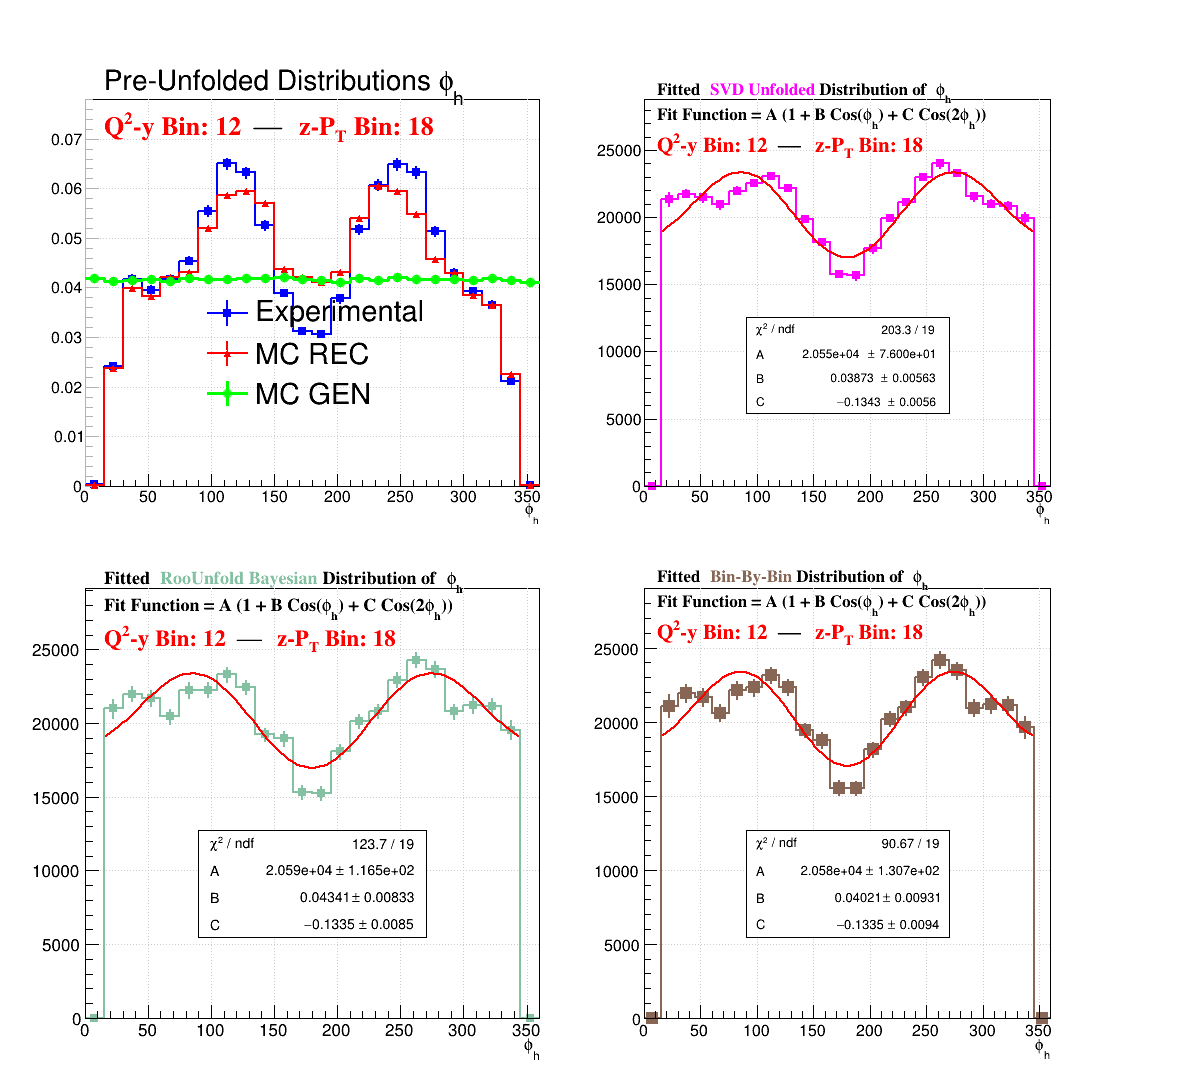 Pre-Unfolded Distributions ϕh
Q²-y Bin: 12 — z-PT Bin: 18
0.07
0.06
0.05
0.04
0.03
0.02
0.01
0
Experimental
MC REC
MC GEN
0 50 100 150 200 250 300 350
ϕh
Fitted SVD Unfolded Distribution of ϕh
Fit Function = A (1 + B Cos(ϕh) + C Cos(2ϕh))
Q²-y Bin: 12 — z-PT Bin: 18
25000
20000
15000
10000
5000
0
χ² / ndf 203.3 / 19
A 2.055e+04 ± 7.600e+01
B 0.03873 ± 0.00563
C −0.1343 ± 0.0056
0 50 100 150 200 250 300 350
ϕh
Fitted RooUnfold Bayesian Distribution of ϕh
Fit Function = A (1 + B Cos(ϕh) + C Cos(2ϕh))
Q²-y Bin: 12 — z-PT Bin: 18
25000
20000
15000
10000
5000
0
χ² / ndf 123.7 / 19
A 2.059e+04 ± 1.165e+02
B 0.04341 ± 0.00833
C −0.1335 ± 0.0085
0 50 100 150 200 250 300 350
ϕh
Fitted Bin-By-Bin Distribution of ϕh
Fit Function = A (1 + B Cos(ϕh) + C Cos(2ϕh))
Q²-y Bin: 12 — z-PT Bin: 18
25000
20000
15000
10000
5000
0
χ² / ndf 90.67 / 19
A 2.058e+04 ± 1.307e+02
B 0.04021 ± 0.00931
C −0.1335 ± 0.0094
0 50 100 150 200 250 300 350
ϕh